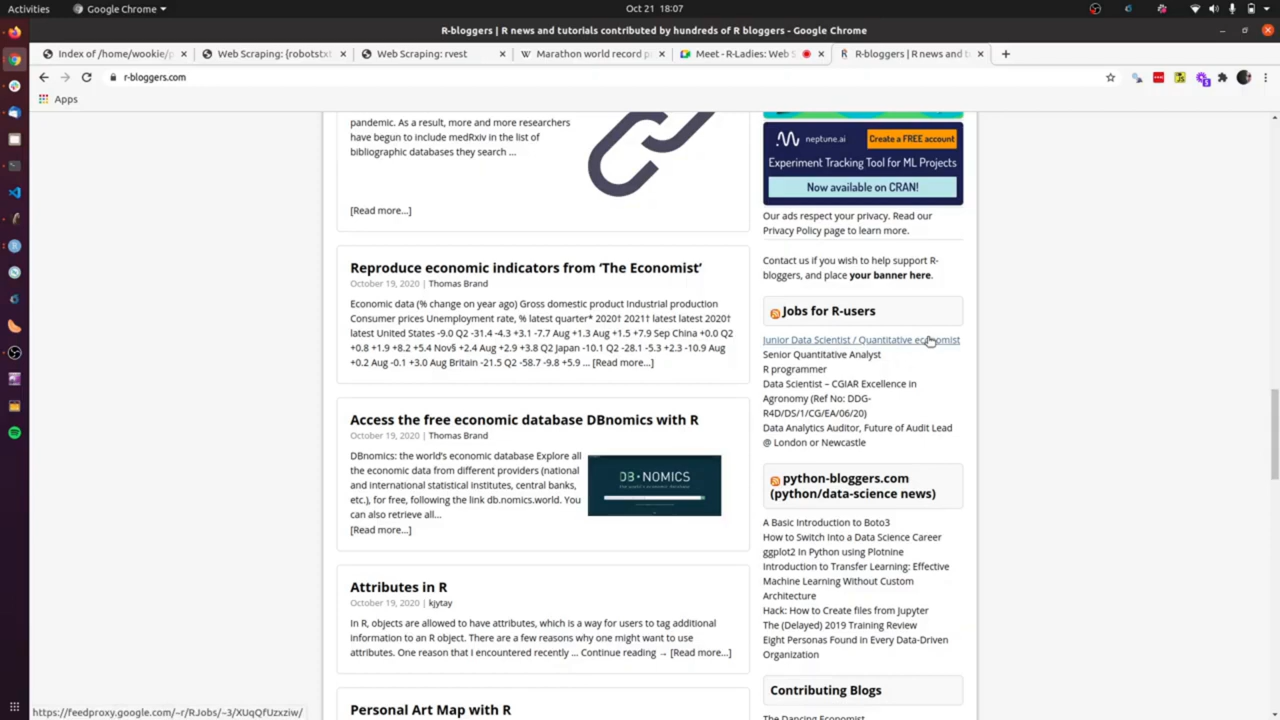 Activities
Google Chrome
Oct 21 18:07
R-bloggers | R news and tutorials contributed by hundreds of R bloggers - Google Chrome
Index of /home/wookie/p
Web Scraping: {robotstxt
Web Scraping: rvest
Marathon world record p
Meet - R-Ladies: Web S
R-bloggers | R news and t
r-bloggers.com
Apps
pandemic. As a result, more and more researchers
have begun to include medRxiv in the list of
bibliographic databases they search ...
[Read more...]
Reproduce economic indicators from ‘The Economist’
October 19, 2020 | Thomas Brand
Economic data (% change on year ago) Gross domestic product Industrial production
Consumer prices Unemployment rate, % latest quarter* 2020† 2021† latest latest 2020†
latest United States -9.0 Q2 -31.4 -4.3 +3.1 -7.7 Aug +1.3 Aug +1.5 +7.9 Sep China +0.0 Q2
+0.8 +1.9 +8.2 +5.4 Nov§ +2.4 Aug +2.9 +3.8 Q2 Japan -10.1 Q2 -28.1 -5.3 +2.3 -10.9 Aug
+0.2 Aug -0.1 +3.0 Aug Britain -21.5 Q2 -58.7 -9.8 +5.9 ... [Read more...]
Access the free economic database DBnomics with R
October 19, 2020 | Thomas Brand
DBnomics: the world’s economic database Explore all
the economic data from different providers (national
and international statistical institutes, central banks,
etc.), for free, following the link db.nomics.world. You
can also retrieve all...
[Read more...]
DB NOMICS
Attributes in R
October 19, 2020 | kjytay
In R, objects are allowed to have attributes, which is a way for users to tag additional
information to an R object. There are a few reasons why one might want to use
attributes. One reason that I encountered recently ... Continue reading → [Read more...]
Personal Art Map with R
neptune.ai
Create a FREE account
Experiment Tracking Tool for ML Projects
Now available on CRAN!
Our ads respect your privacy. Read our
Privacy Policy page to learn more.
Contact us if you wish to help support R-
bloggers, and place your banner here.
Jobs for R-users
Junior Data Scientist / Quantitative economist
Senior Quantitative Analyst
R programmer
Data Scientist – CGIAR Excellence in
Agronomy (Ref No: DDG-
R4D/DS/1/CG/EA/06/20)
Data Analytics Auditor, Future of Audit Lead
@ London or Newcastle
python-bloggers.com
(python/data-science news)
A Basic Introduction to Boto3
How to Switch Into a Data Science Career
ggplot2 In Python using Plotnine
Introduction to Transfer Learning: Effective
Machine Learning Without Custom
Architecture
Hack: How to Create files from Jupyter
The (Delayed) 2019 Training Review
Eight Personas Found in Every Data-Driven
Organization
Contributing Blogs
The Dancing Economist
https://feedproxy.google.com/~r/RJobs/~3/XUqQfUzxziw/